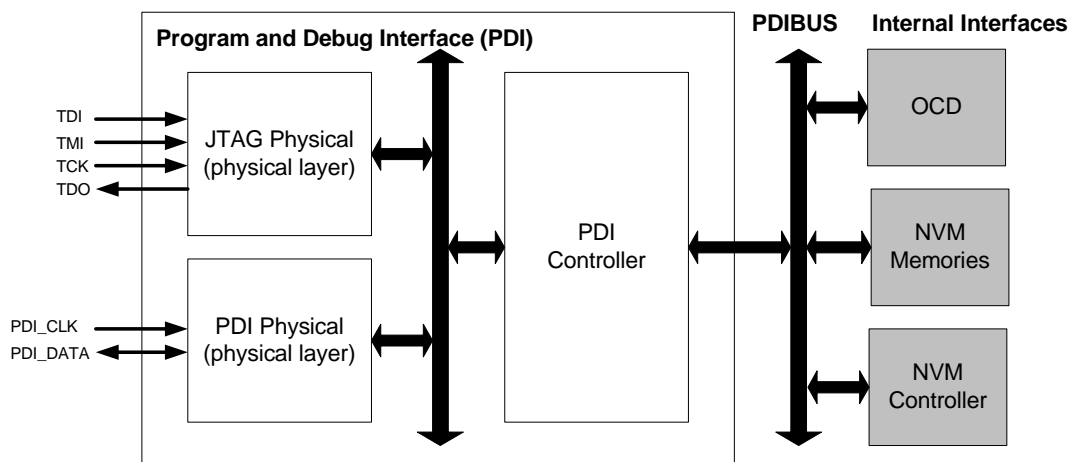 Program and Debug Interface (PDI)
PDIBUS
Internal Interfaces
TDI
TMI
TCK
TDO
JTAG Physical
(physical layer)
PDI_CLK
PDI_DATA
PDI Physical
(physical layer)
PDI
Controller
OCD
NVM
Memories
NVM
Controller